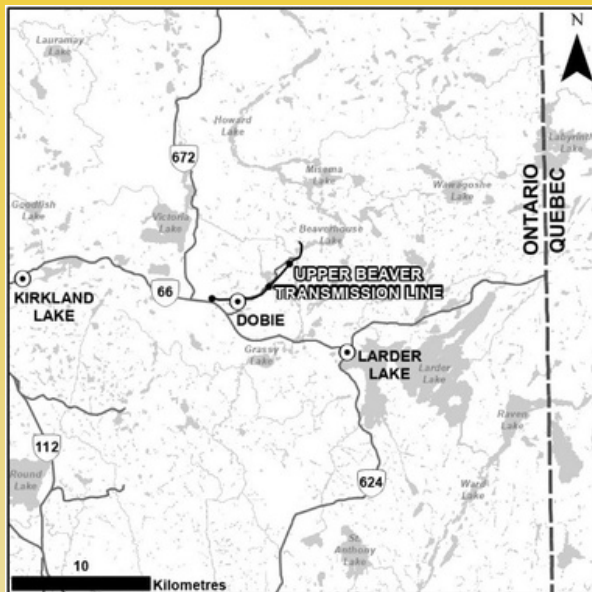 N
Lauramay
Lake
Howard
Lake
Labyrinth
Lake
672
Misema
Lake
Wawagoshe
Lake
Goodfish
Lake
Victoria
Lake
Beaverhouse
Lake
ONTARIO
QUEBEC
UPPER BEAVER
TRANSMISSION LINE
KIRKLAND
LAKE
66
DOBIE
Grassy
Lake
LARDER
LAKE
Larder
Lake
Raven
Lake
112
Round
Lake
624
Ward
Lake
St.
Anthony
Lake
10
Kilometres